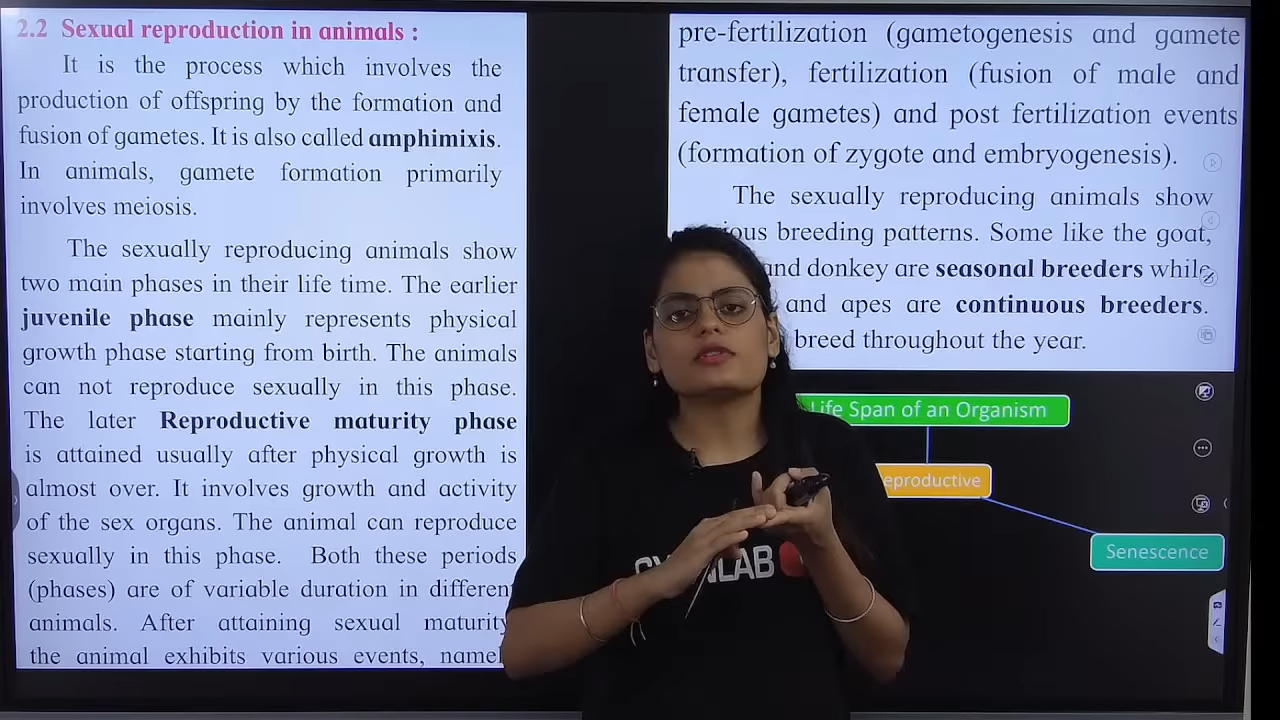 2.2 Sexual reproduction in animals :
It is the process which involves the
production of offspring by the formation and
fusion of gametes. It is also called amphimixis.
In animals, gamete formation primarily
involves meiosis.
The sexually reproducing animals show
two main phases in their life time. The earlier
juvenile phase mainly represents physical
growth phase starting from birth. The animals
can not reproduce sexually in this phase.
The later Reproductive maturity phase
is attained usually after physical growth is
almost over. It involves growth and activity
of the sex organs. The animal can reproduce
sexually in this phase. Both these periods
(phases) are of variable duration in differen
animals. After attaining sexual maturity
the animal exhibits various events, namel
pre-fertilization (gametogenesis and gamete
transfer), fertilization (fusion of male and
female gametes) and post fertilization events
(formation of zygote and embryogenesis).
The sexually reproducing animals show
ious breeding patterns. Some like the goat,
and donkey are seasonal breeders while
and apes are continuous breeders.
breed throughout the year.
Life Span of an Organism
eproductive
Senescence
LAB